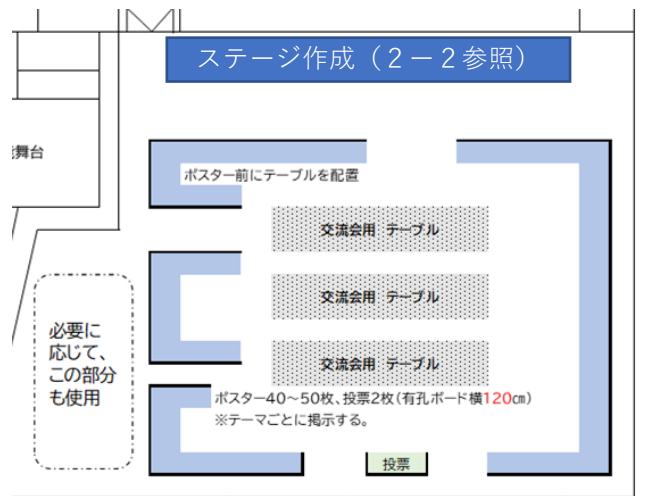 ステージ作成（２－２参照）
舞台
ポスター前にテーブルを配置
交流会用 テーブル
交流会用 テーブル
交流会用 テーブル
必要に
応じて、
この部分
も使用
ポスター40～50枚、投票2枚(有孔ボード横120㎝)
※テーマごとに掲示する。
投票